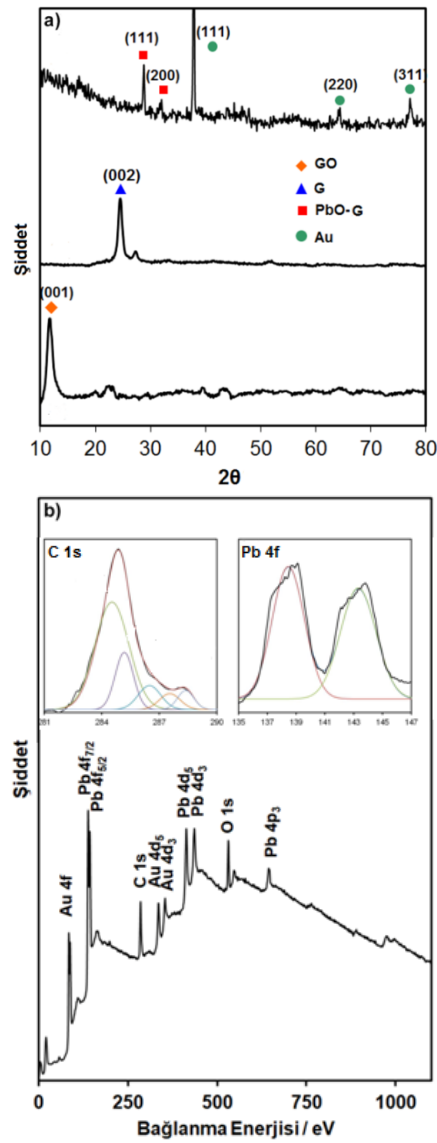 a)
(111)
(200)
(111)
(220)
(311)
GO
G
PbO-G
Au
(002)
(001)
Şiddet
10 20 30 40 50 60 70 80
2θ
b)
C 1s
281 284 287 290
Pb 4f
135 137 139 141 143 145 147
Şiddet
Au 4f
Pb 4f7/2
Pb 4f5/2
C 1s
Au 4d5
Au 4d3
Pb 4d5
Pb 4d3
O 1s
Pb 4p3
0 250 500 750 1000
Bağlanma Enerjisi / eV